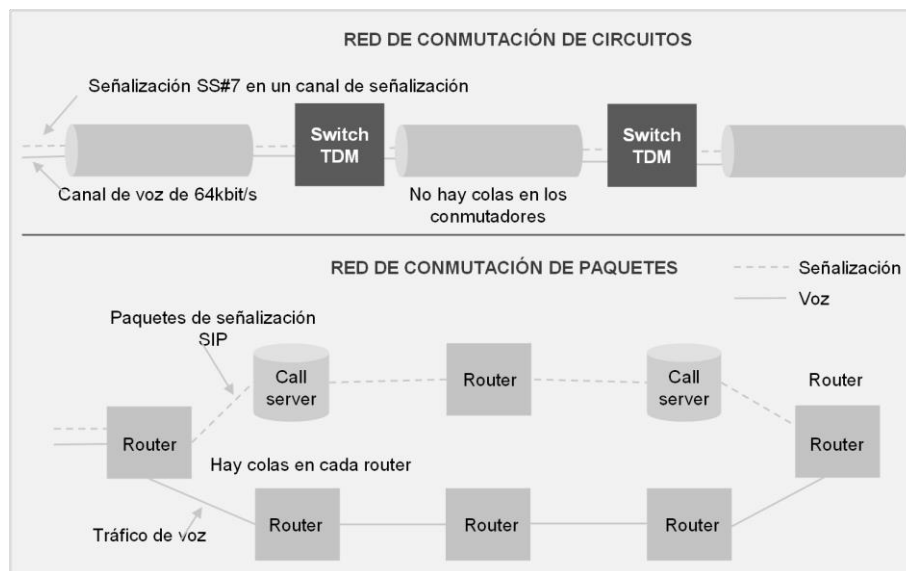 RED DE CONMUTACIÓN DE CIRCUITOS
Señalización SS#7 en un canal de señalización
Switch
TDM
Switch
TDM
Canal de voz de 64kbit/s
No hay colas en los
conmutadores
RED DE CONMUTACIÓN DE PAQUETES
Señalización
Voz
Paquetes de señalización
SIP
Call
server
Router
Call
server
Router
Router
Router
Hay colas en cada router
Tráfico de voz
Router
Router
Router